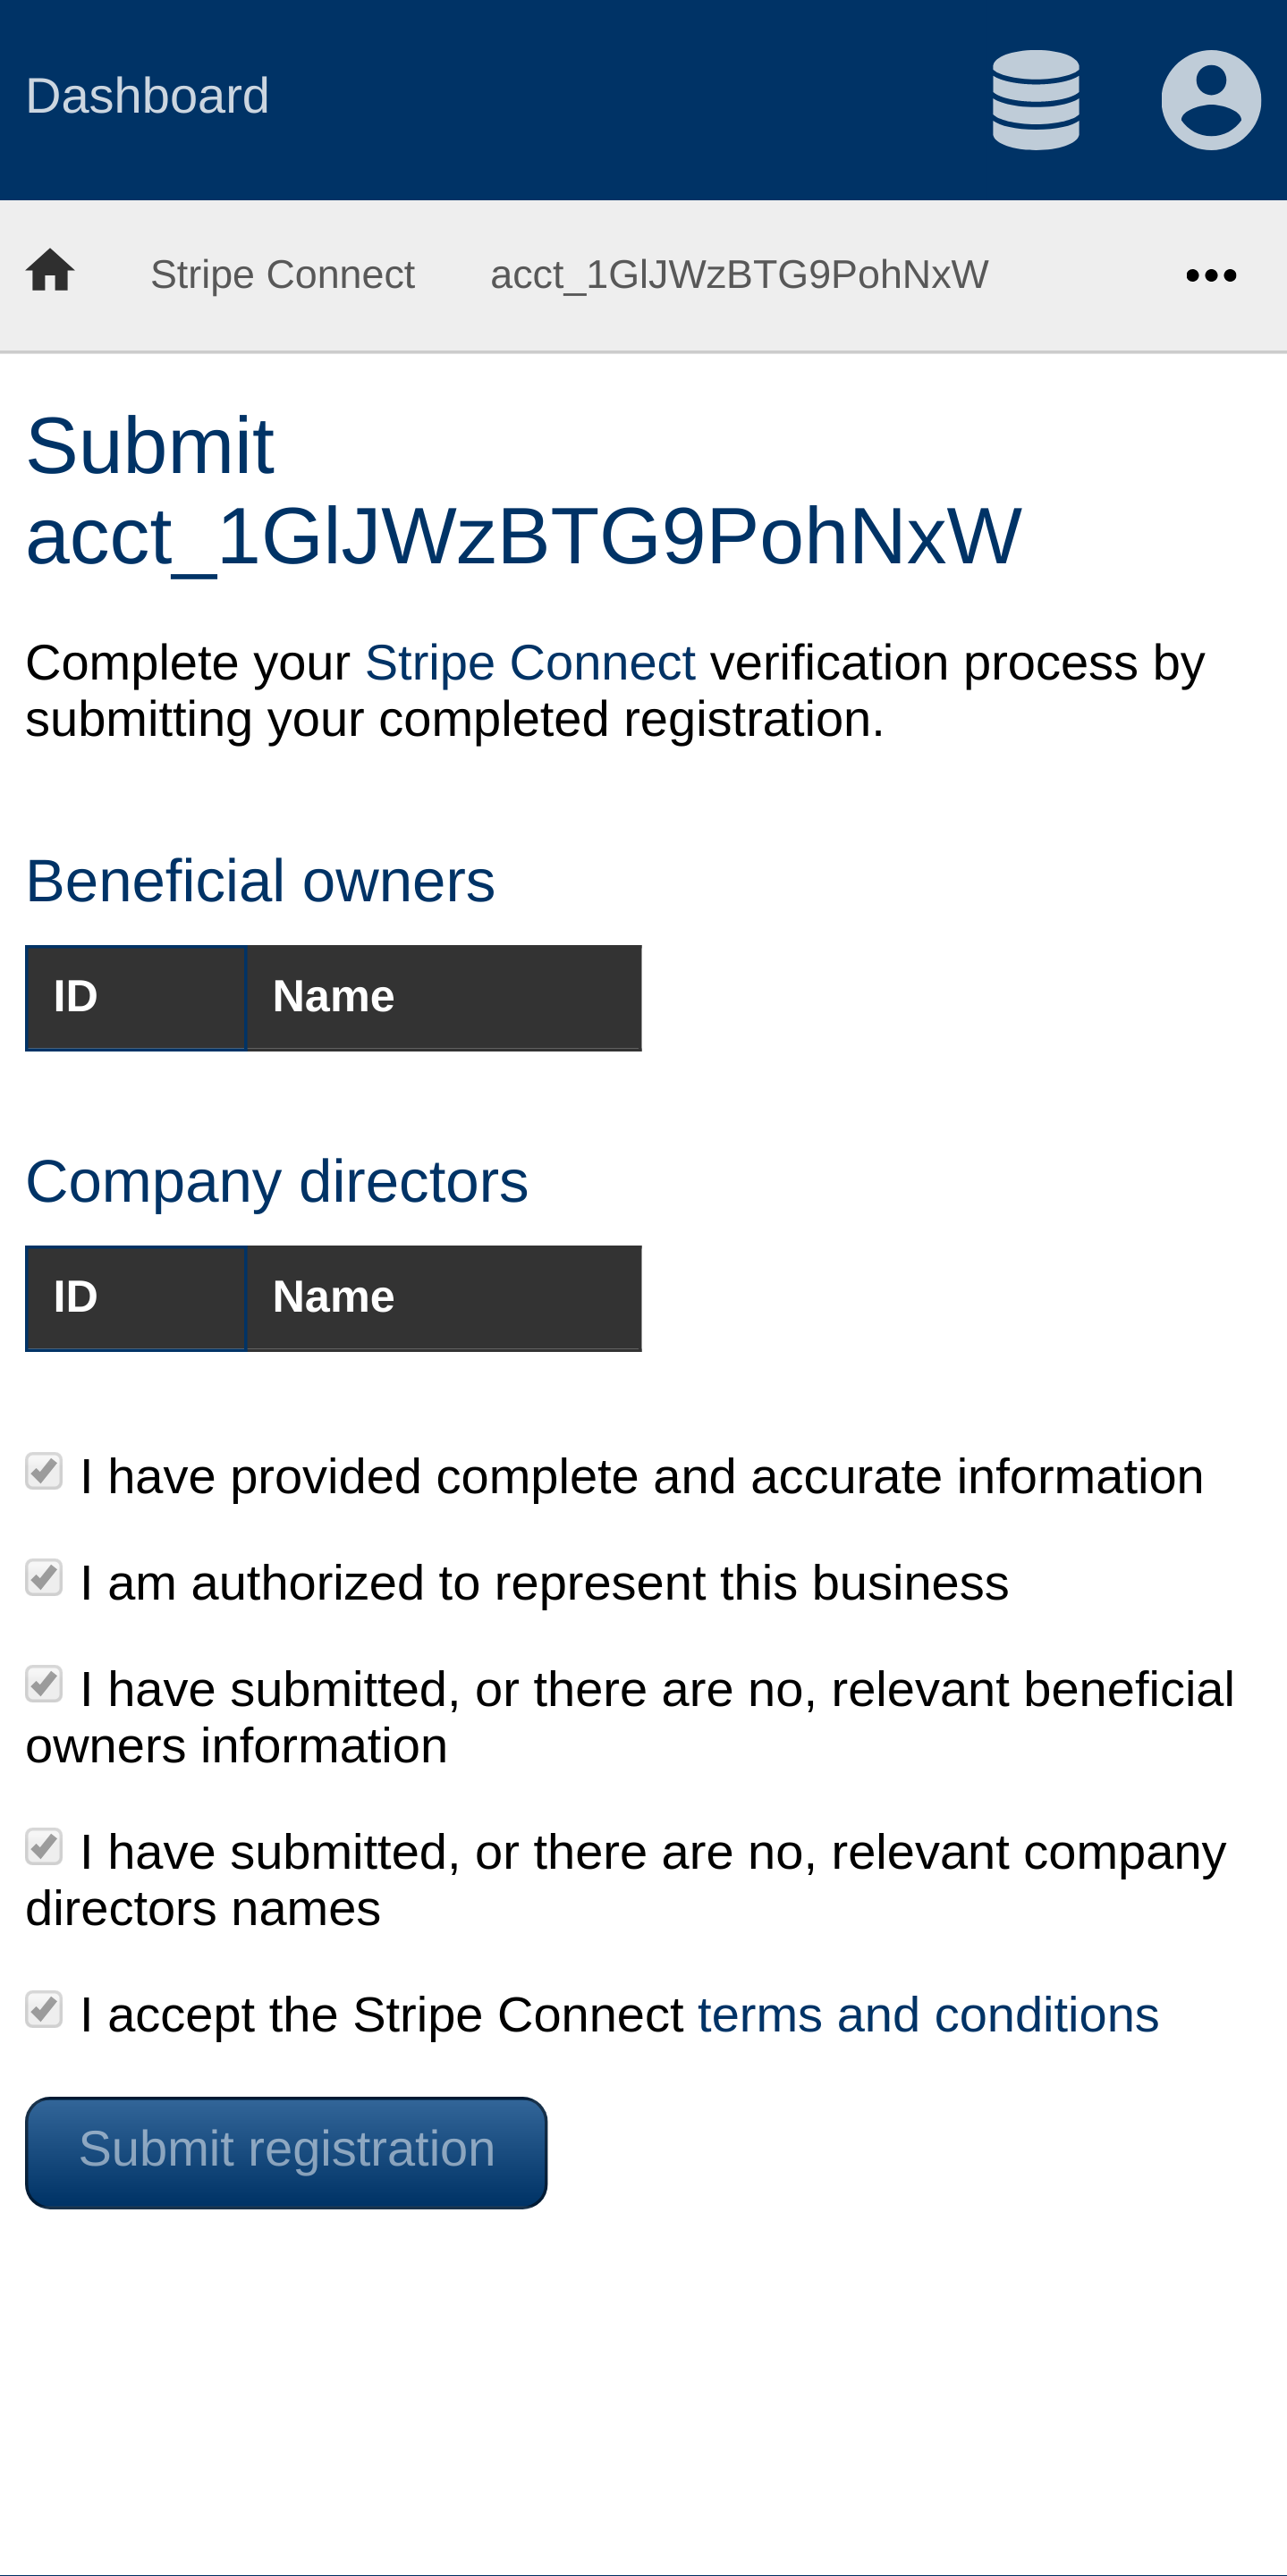 Dashboard
Stripe Connect acct_1GlJWzBTG9PohNxW
Submit
acct_1GlJWzBTG9PohNxW
Complete your Stripe Connect verification process by
submitting your completed registration.
Beneficial owners
ID Name
Company directors
ID Name
I have provided complete and accurate information
I am authorized to represent this business
I have submitted, or there are no, relevant beneficial
owners information
I have submitted, or there are no, relevant company
directors names
I accept the Stripe Connect terms and conditions
Submit registration